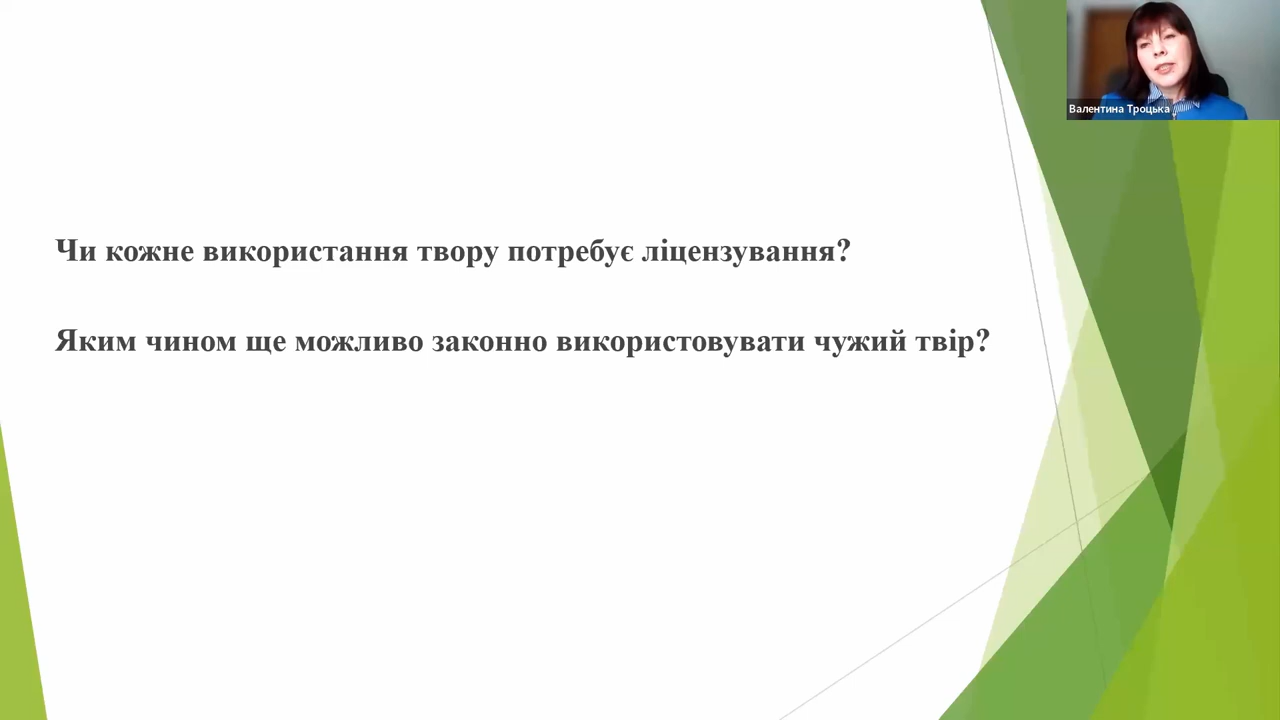 Валентина Троцька
Чи кожне використання твору потребує ліцензування?
Яким чином ще можливо законно використовувати чужий твір?